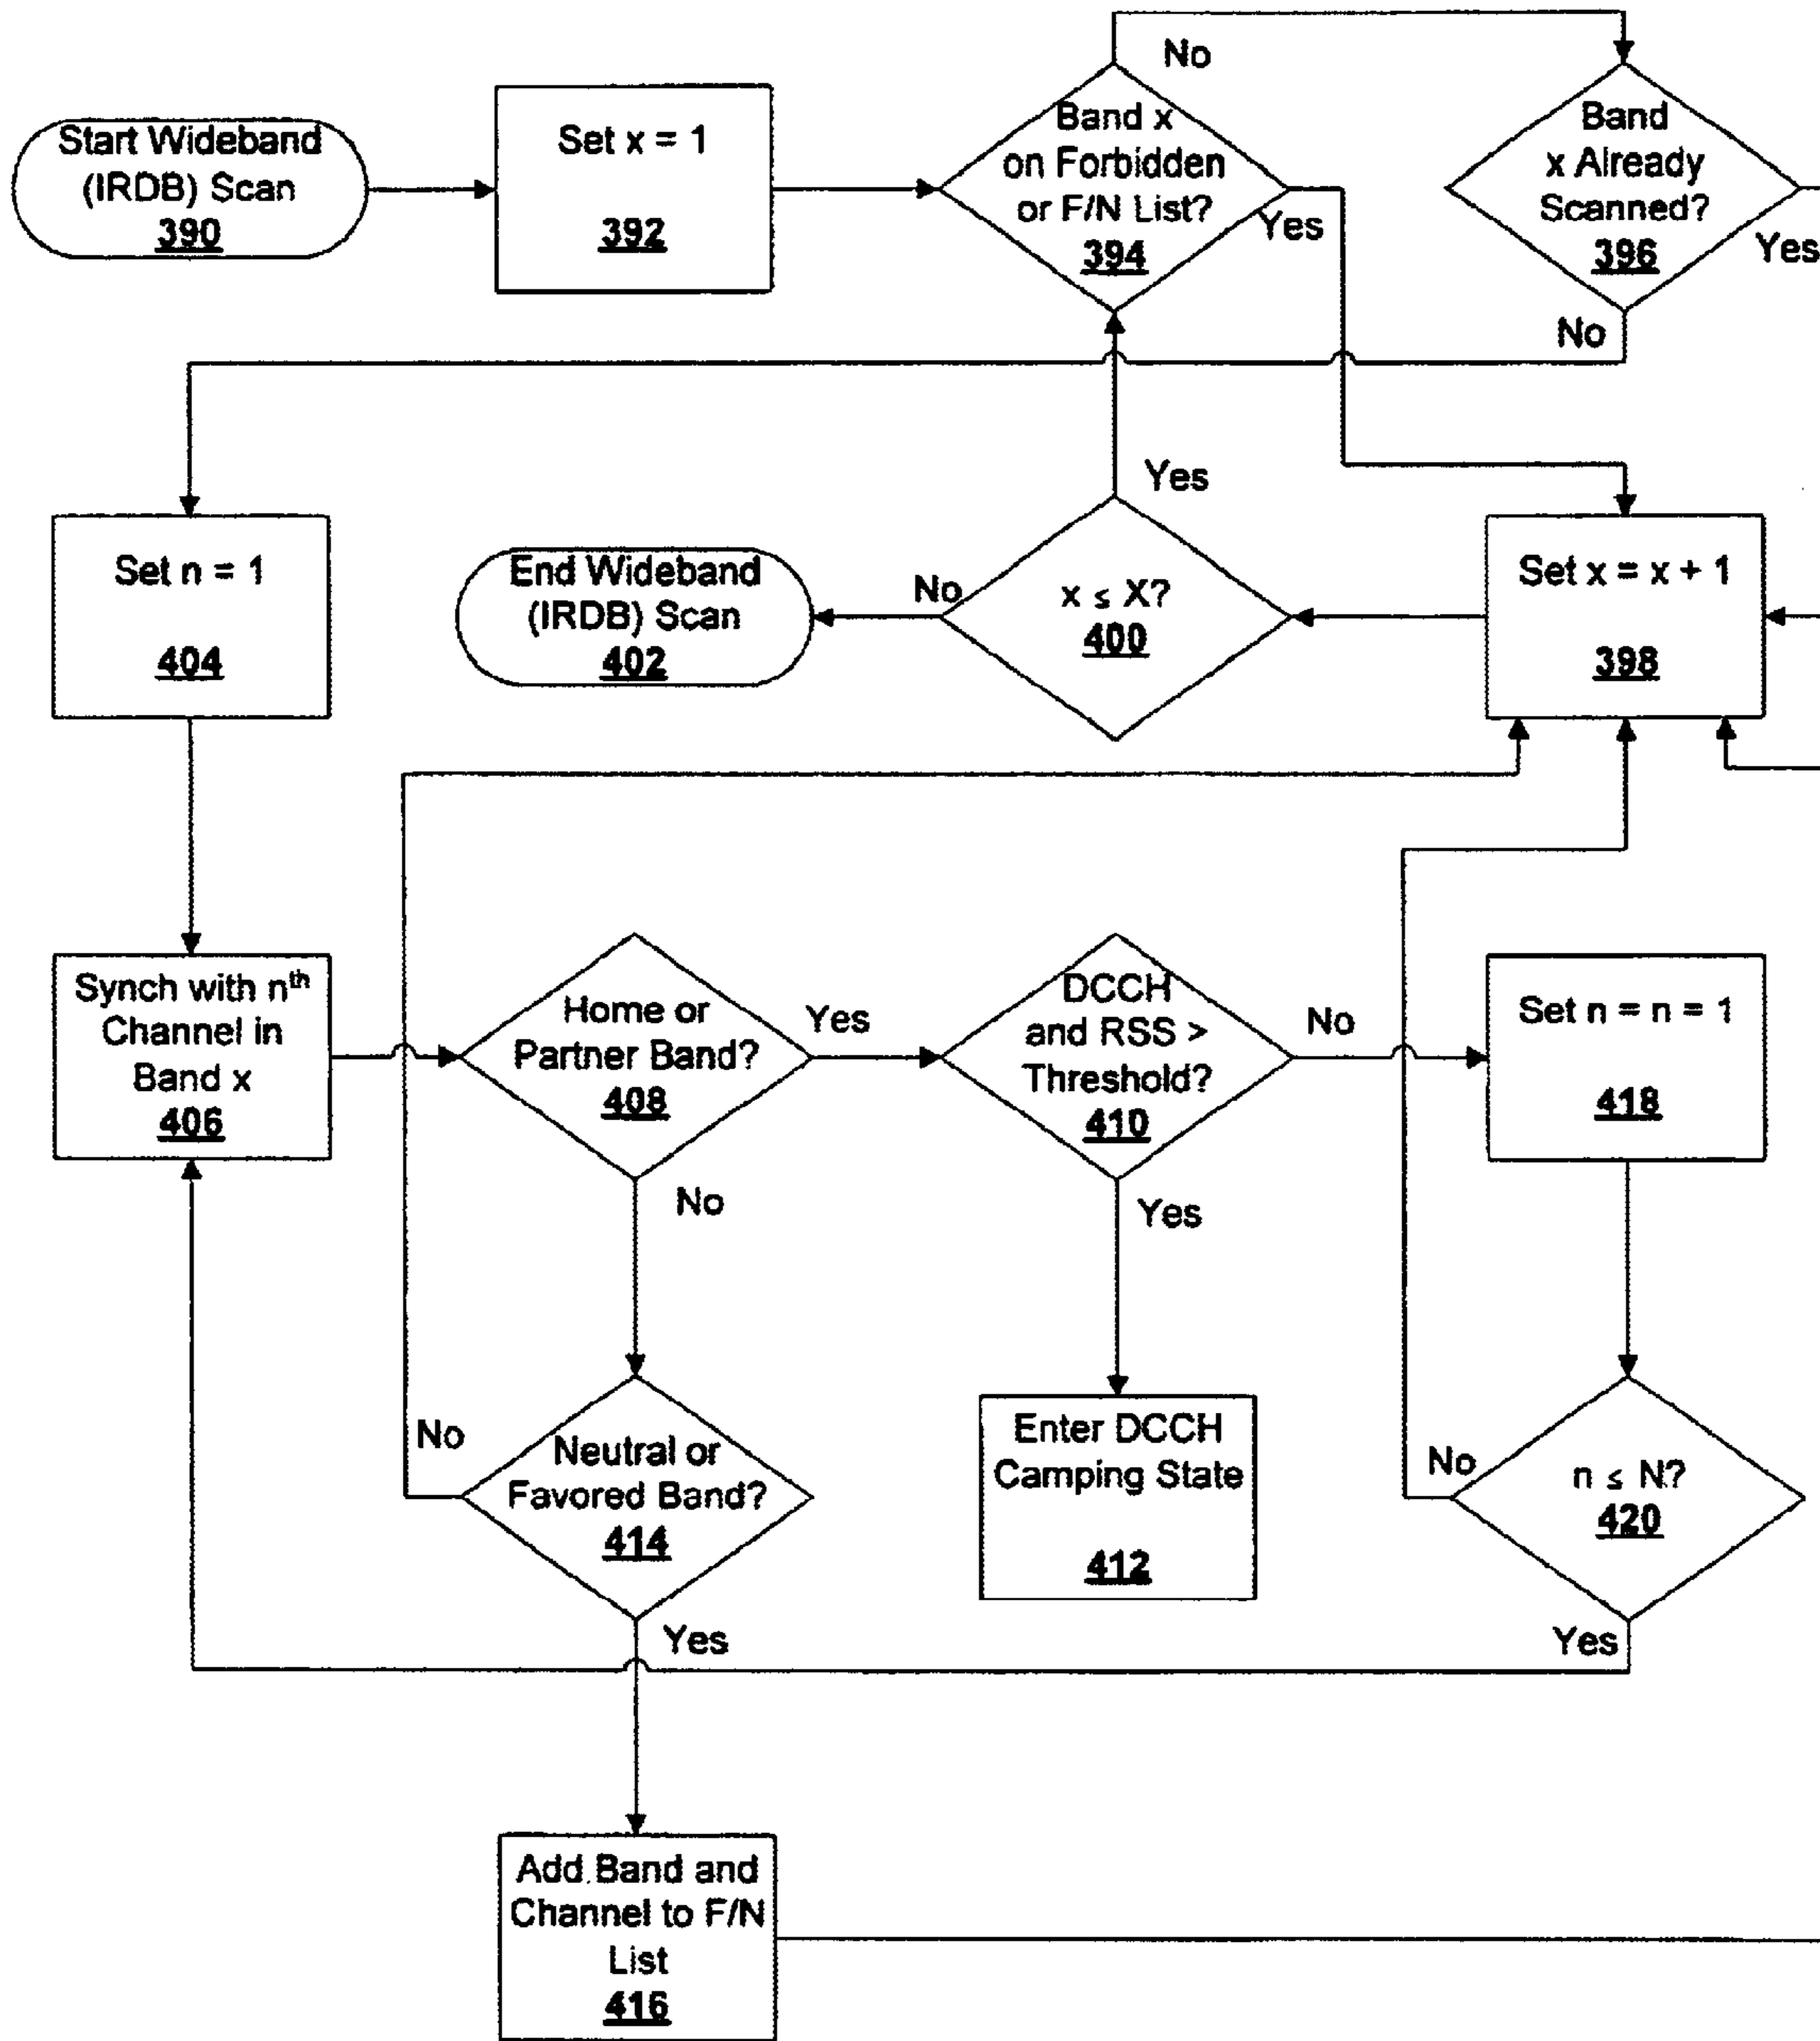 Start Wideband
(IRDB) Scan
390
Set x = 1
392
Band x
on Forbidden
or F/N List?
394
No
Yes
Band
x Already
Scanned?
396
Yes
No
Set n = 1
404
End Wideband
(IRDB) Scan
402
No
x ≤ X?
400
Yes
Set x = x + 1
398
Synch with nth
Channel in
Band x
406
Home or
Partner Band?
408
Yes
No
DCCH
and RSS >
Threshold?
410
No
Yes
Set n = n = 1
418
Neutral or
Favored Band?
414
No
Yes
Enter DCCH
Camping State
412
n ≤ N?
420
No
Yes
Add Band and
Channel to F/N
List
416